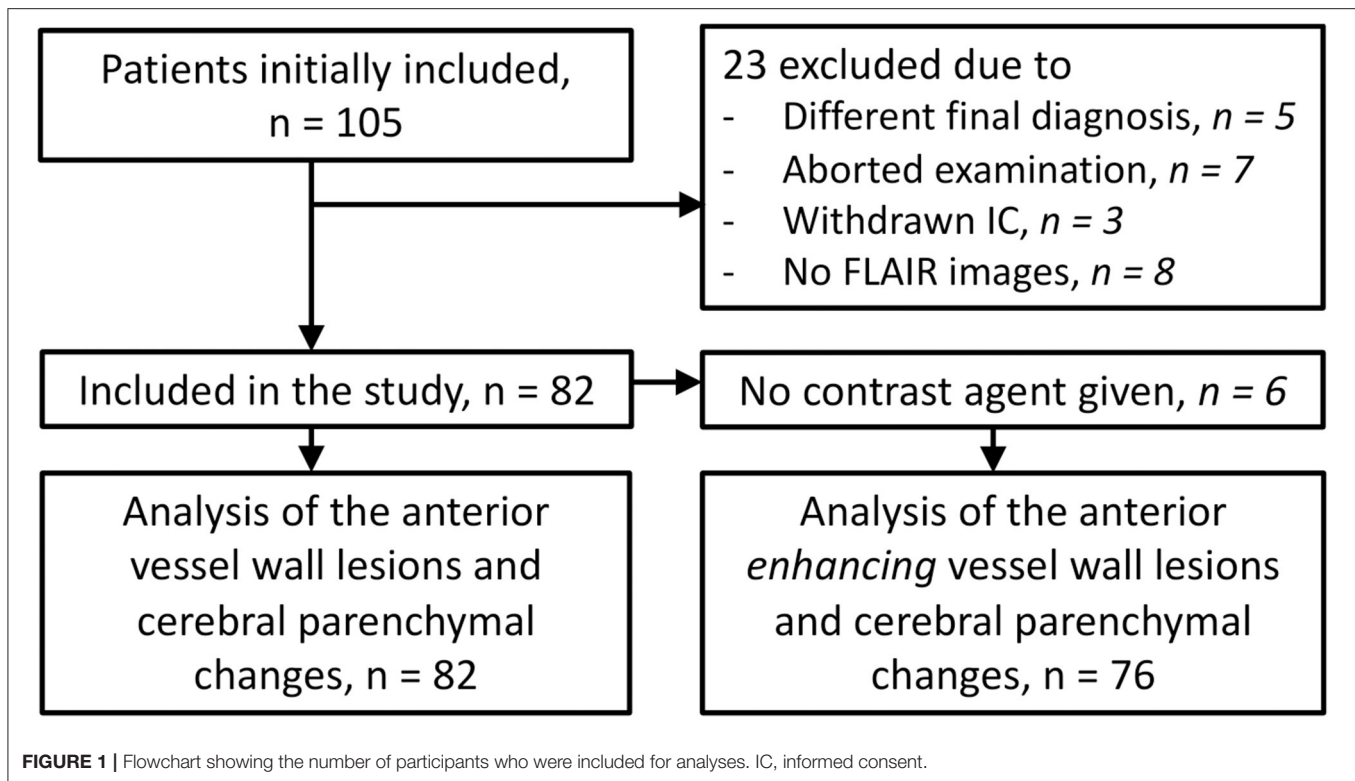 Patients initially included,
n = 105
23 excluded due to
- Different final diagnosis, n = 5
- Aborted examination, n = 7
- Withdrawn IC, n = 3
- No FLAIR images, n = 8
Included in the study, n = 82
No contrast agent given, n = 6
Analysis of the anterior
vessel wall lesions and
cerebral parenchymal
changes, n = 82
Analysis of the anterior
enhancing vessel wall lesions
and cerebral parenchymal
changes, n = 76
FIGURE 1 | Flowchart showing the number of participants who were included for analyses. IC, informed consent.